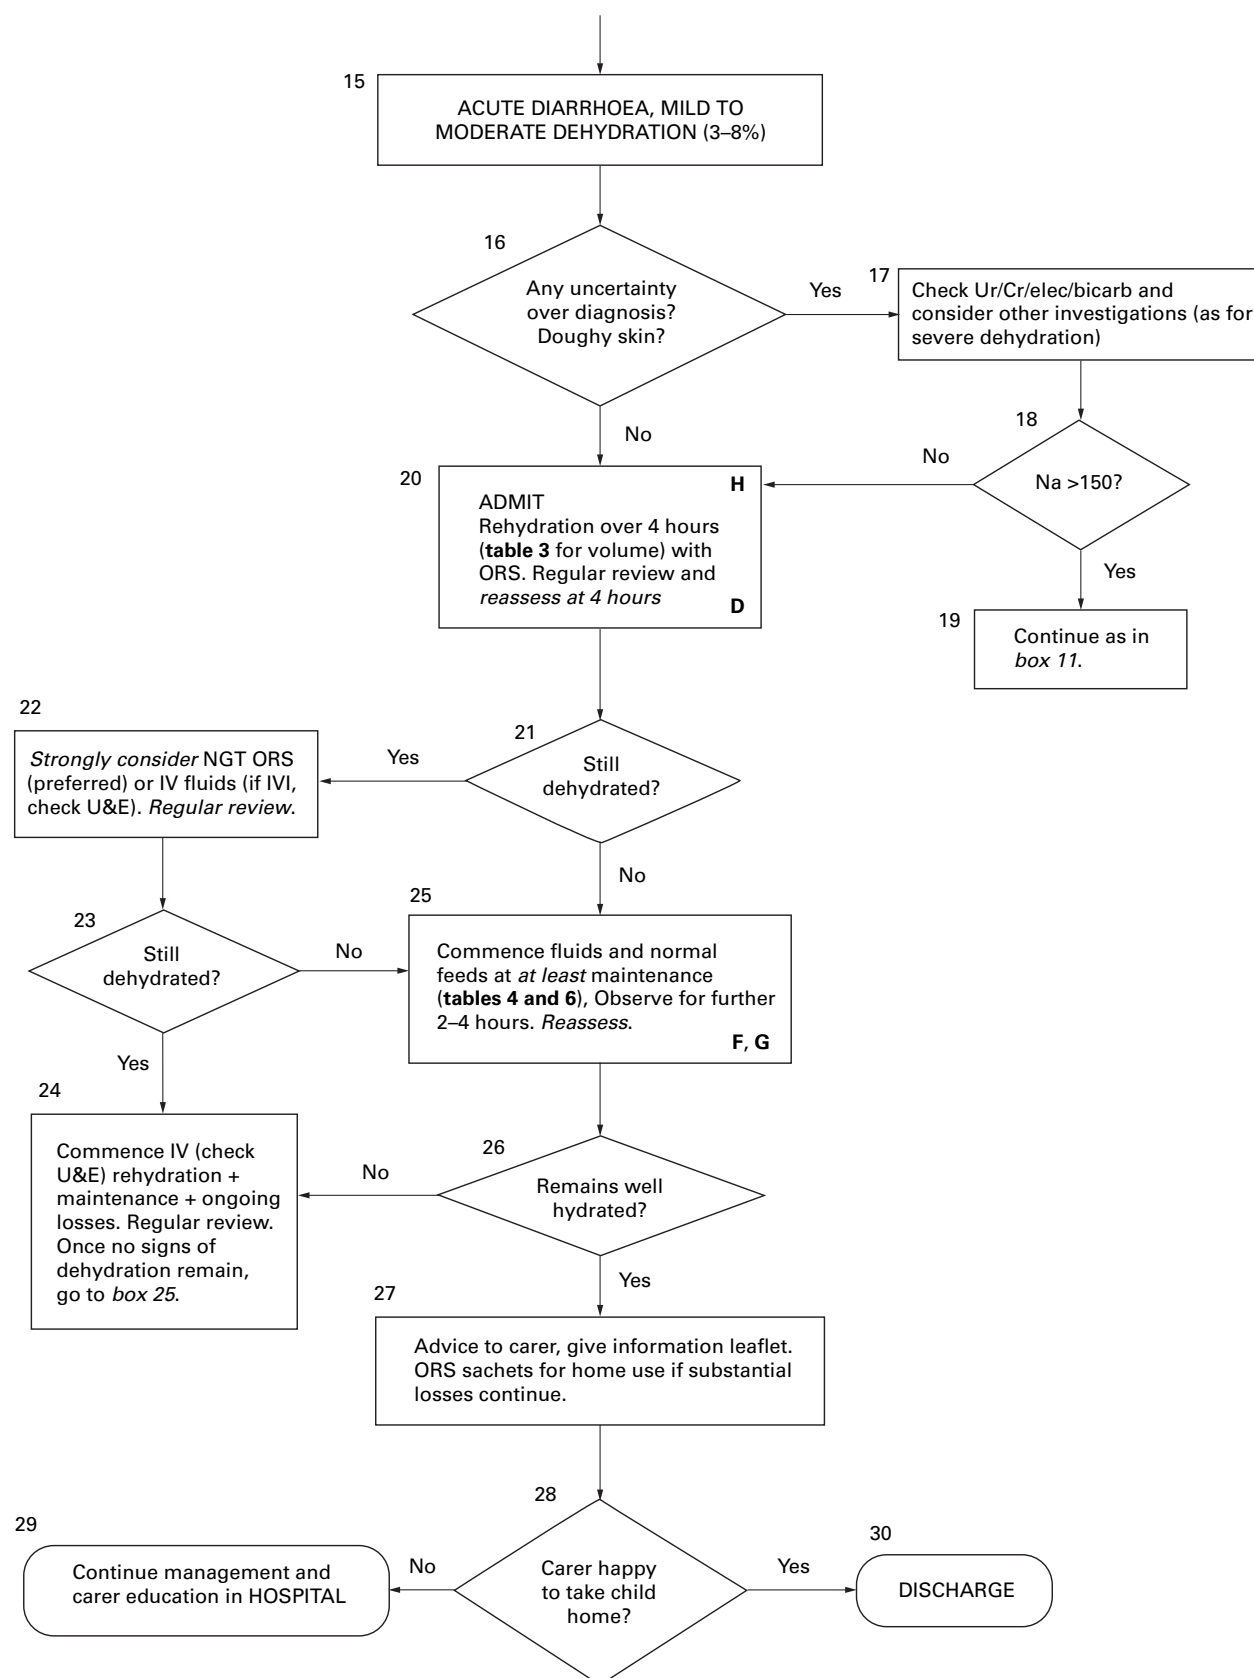 15
ACUTE DIARRHOEA, MILD TO
MODERATE DEHYDRATION (3–8%)
16
Any uncertainty
over diagnosis?
Doughy skin?
Yes
17
Check Ur/Cr/elec/bicarb and
consider other investigations (as for
severe dehydration)
No
18
Na >150?
No
Yes
19
Continue as in
box 11.
20
H
ADMIT
Rehydration over 4 hours
(table 3 for volume) with
ORS. Regular review and
reassess at 4 hours
D
21
Still
dehydrated?
Yes
22
Strongly consider NGT ORS
(preferred) or IV fluids (if IVI,
check U&E). Regular review.
No
23
Still
dehydrated?
No
Yes
24
Commence IV (check
U&E) rehydration +
maintenance + ongoing
losses. Regular review.
Once no signs of
dehydration remain,
go to box 25.
25
Commence fluids and normal
feeds at at least maintenance
(tables 4 and 6), Observe for further
2–4 hours. Reassess.
F, G
26
Remains well
hydrated?
No
Yes
27
Advice to carer, give information leaflet.
ORS sachets for home use if substantial
losses continue.
28
Carer happy
to take child
home?
No
29
Continue management and
carer education in HOSPITAL
Yes
30
DISCHARGE